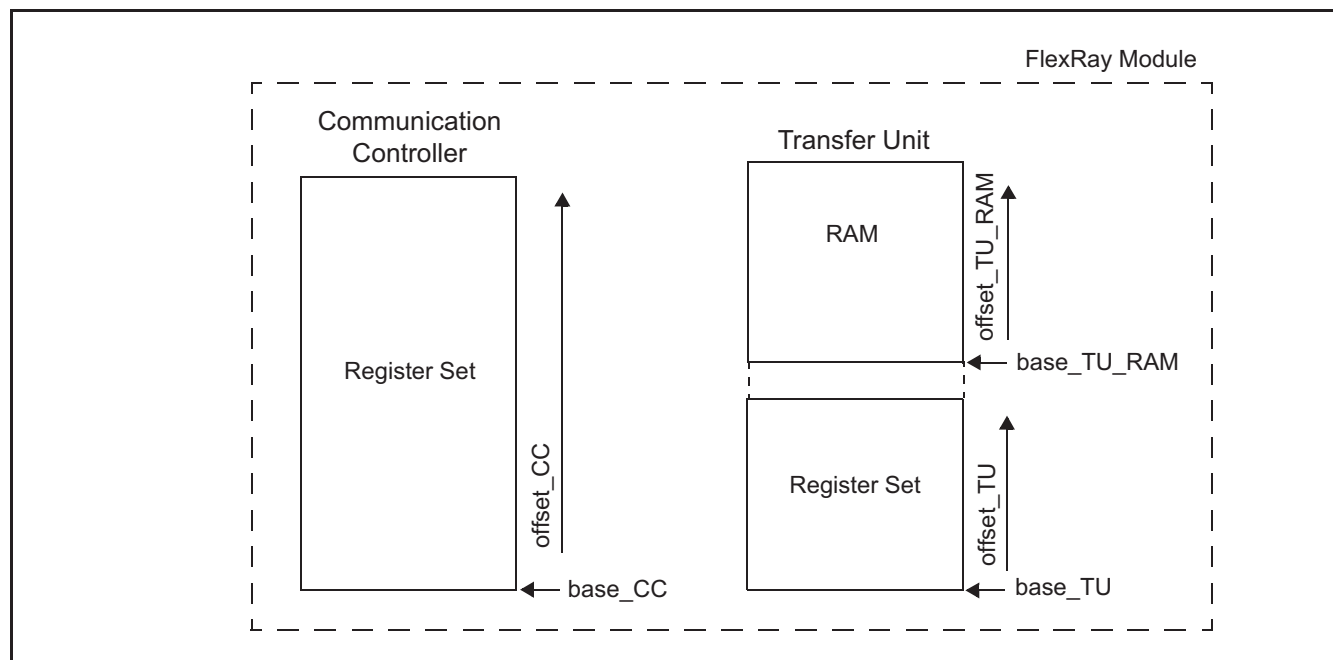 FlexRay Module
Communication
Controller
Transfer Unit
RAM
offset_TU_RAM
base_TU_RAM
Register Set
offset_CC
Register Set
offset_TU
base_CC
base_TU